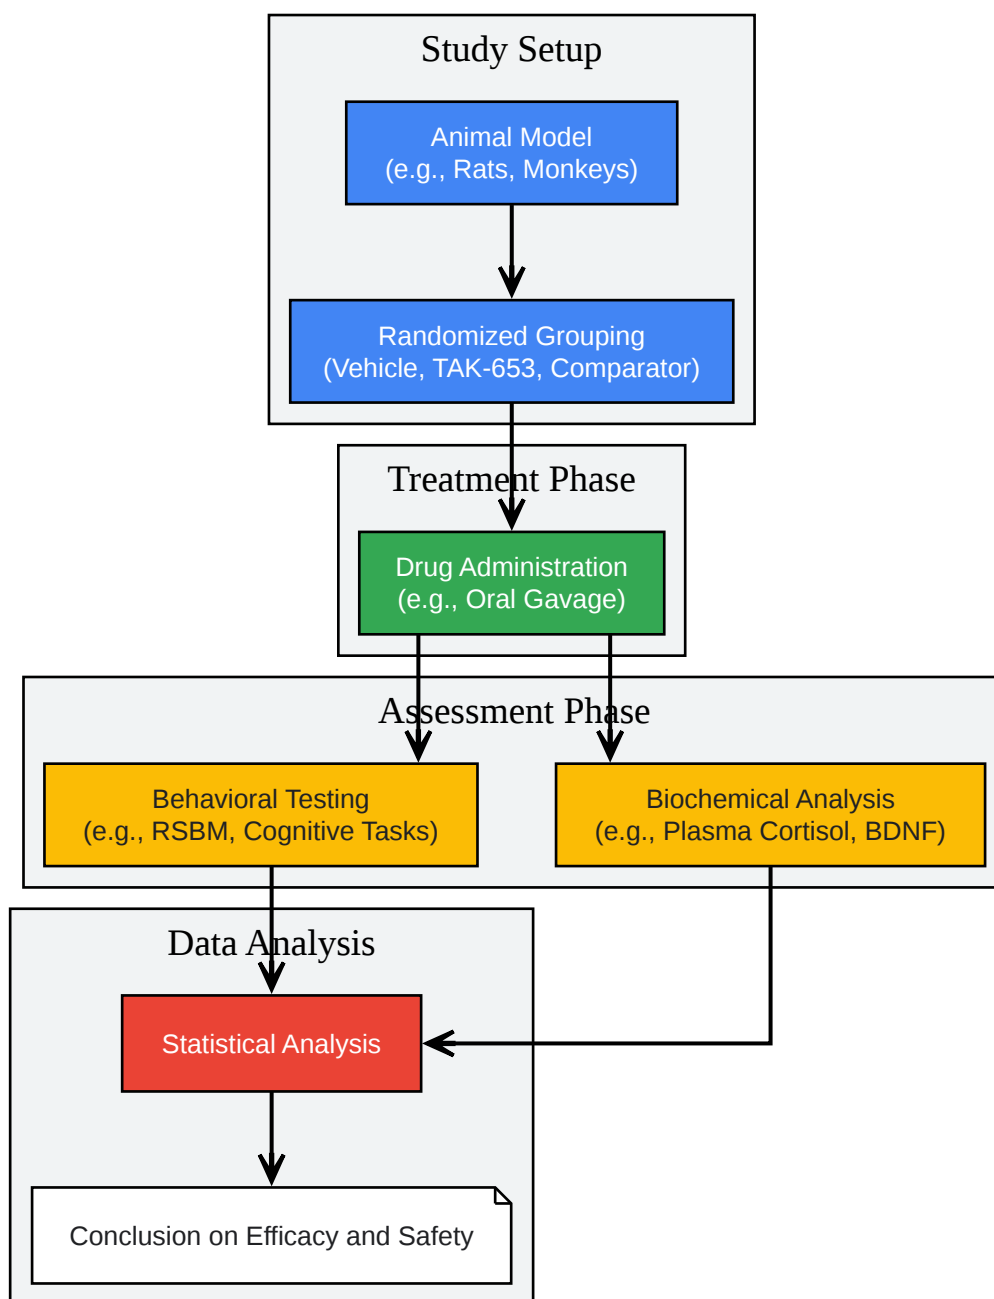 Study Setup
Animal Model
(e.g., Rats, Monkeys)
Randomized Grouping
(Vehicle, TAK-653, Comparator)
Treatment Phase
Drug Administration
(e.g., Oral Gavage)
Assessment Phase
Behavioral Testing
(e.g., RSBM, Cognitive Tasks)
Biochemical Analysis
(e.g., Plasma Cortisol, BDNF)
Data Analysis
Statistical Analysis
Conclusion on Efficacy and Safety